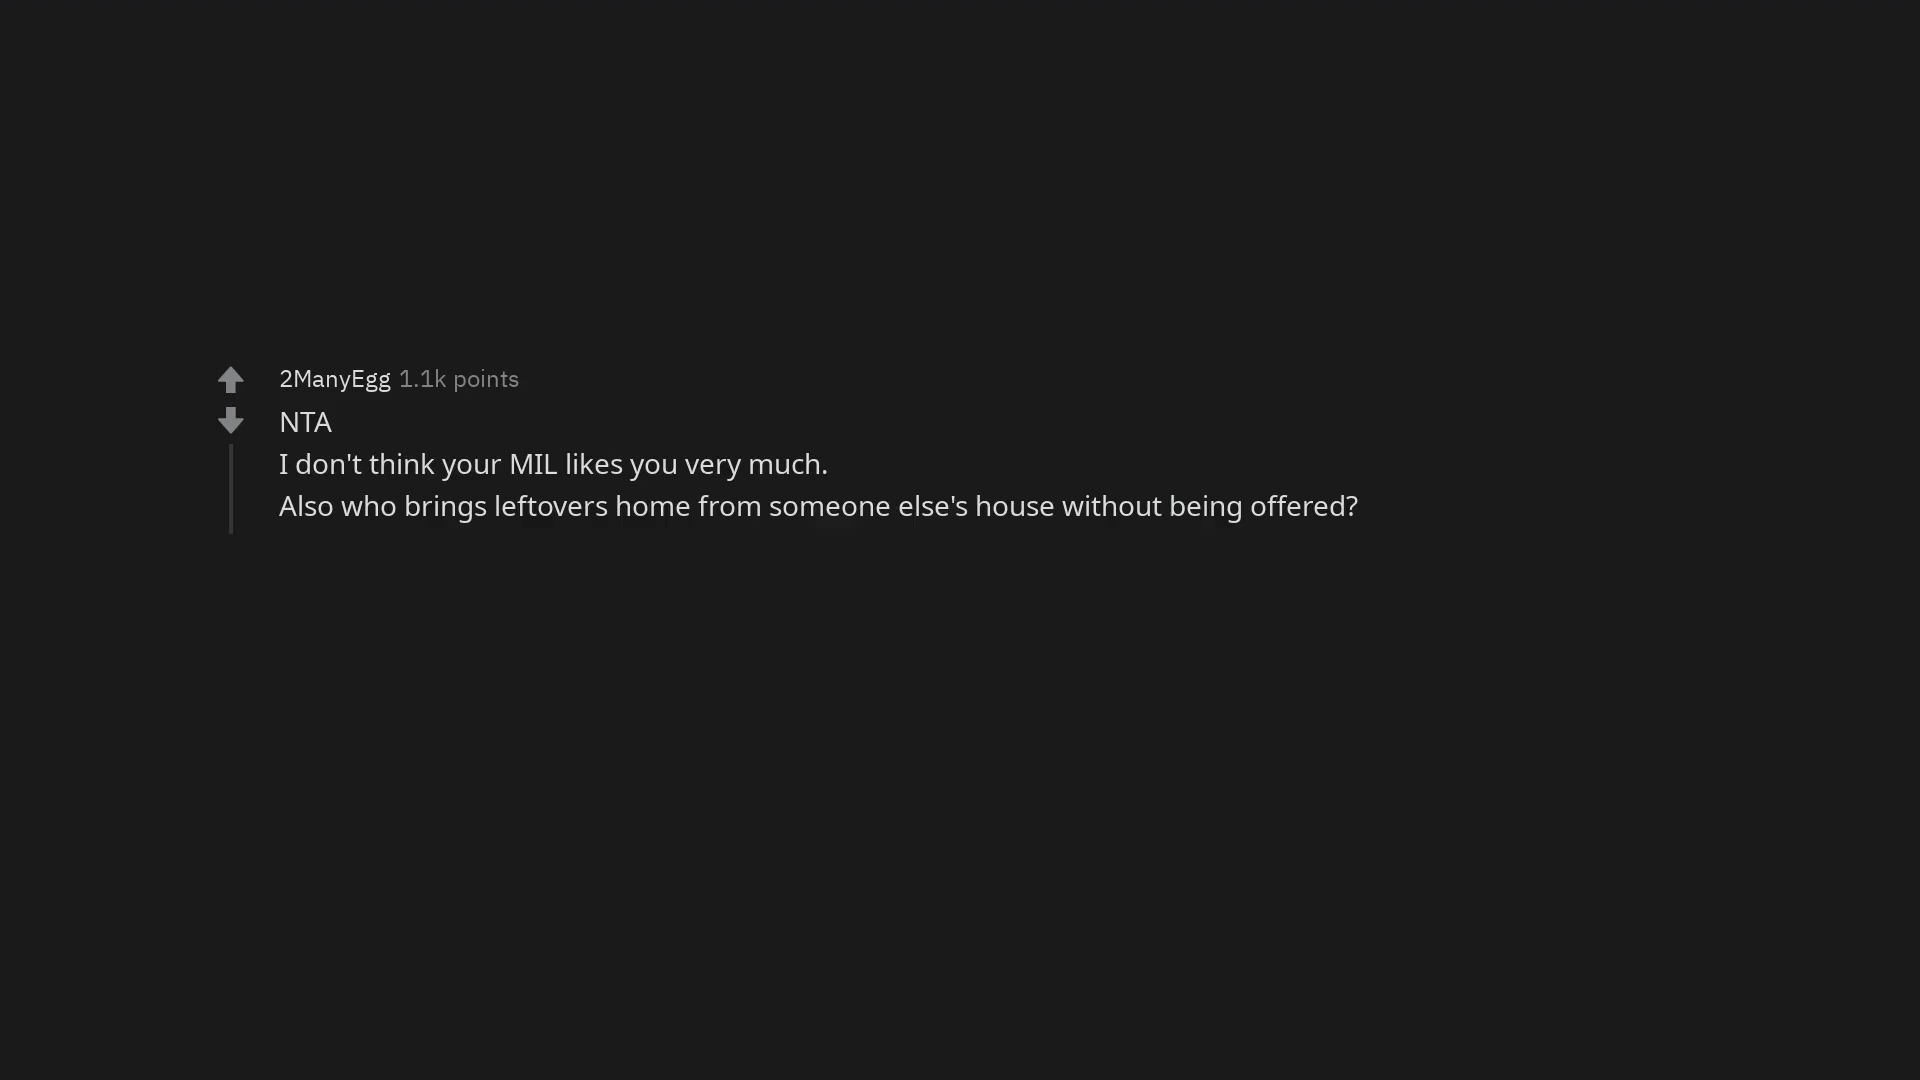 2ManyEgg 1.1k points
NTA
I don't think your MIL likes you very much.
Also who brings leftovers home from someone else's house without being offered?